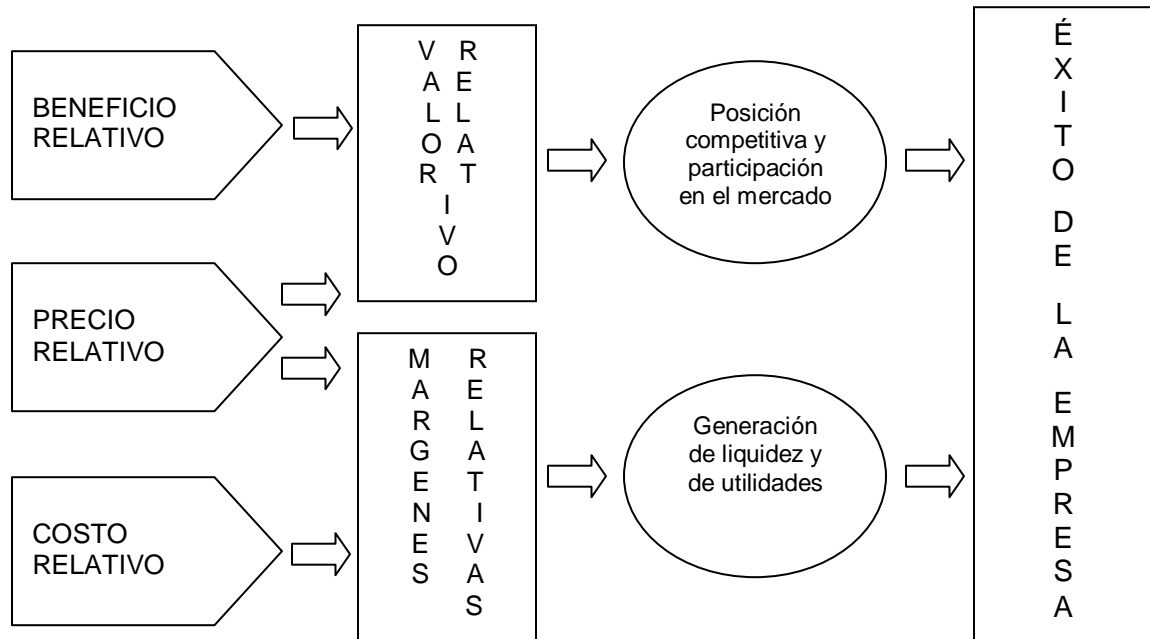 BENEFICIO
RELATIVO
PRECIO
RELATIVO
COSTO
RELATIVO
VALOR
RELATIVO
MARGENES
RELATIVAS
Posición
competitiva y
participación
en el mercado
Generación
de liquidez y
de utilidades
ÉXITO DE LA EMPRESA